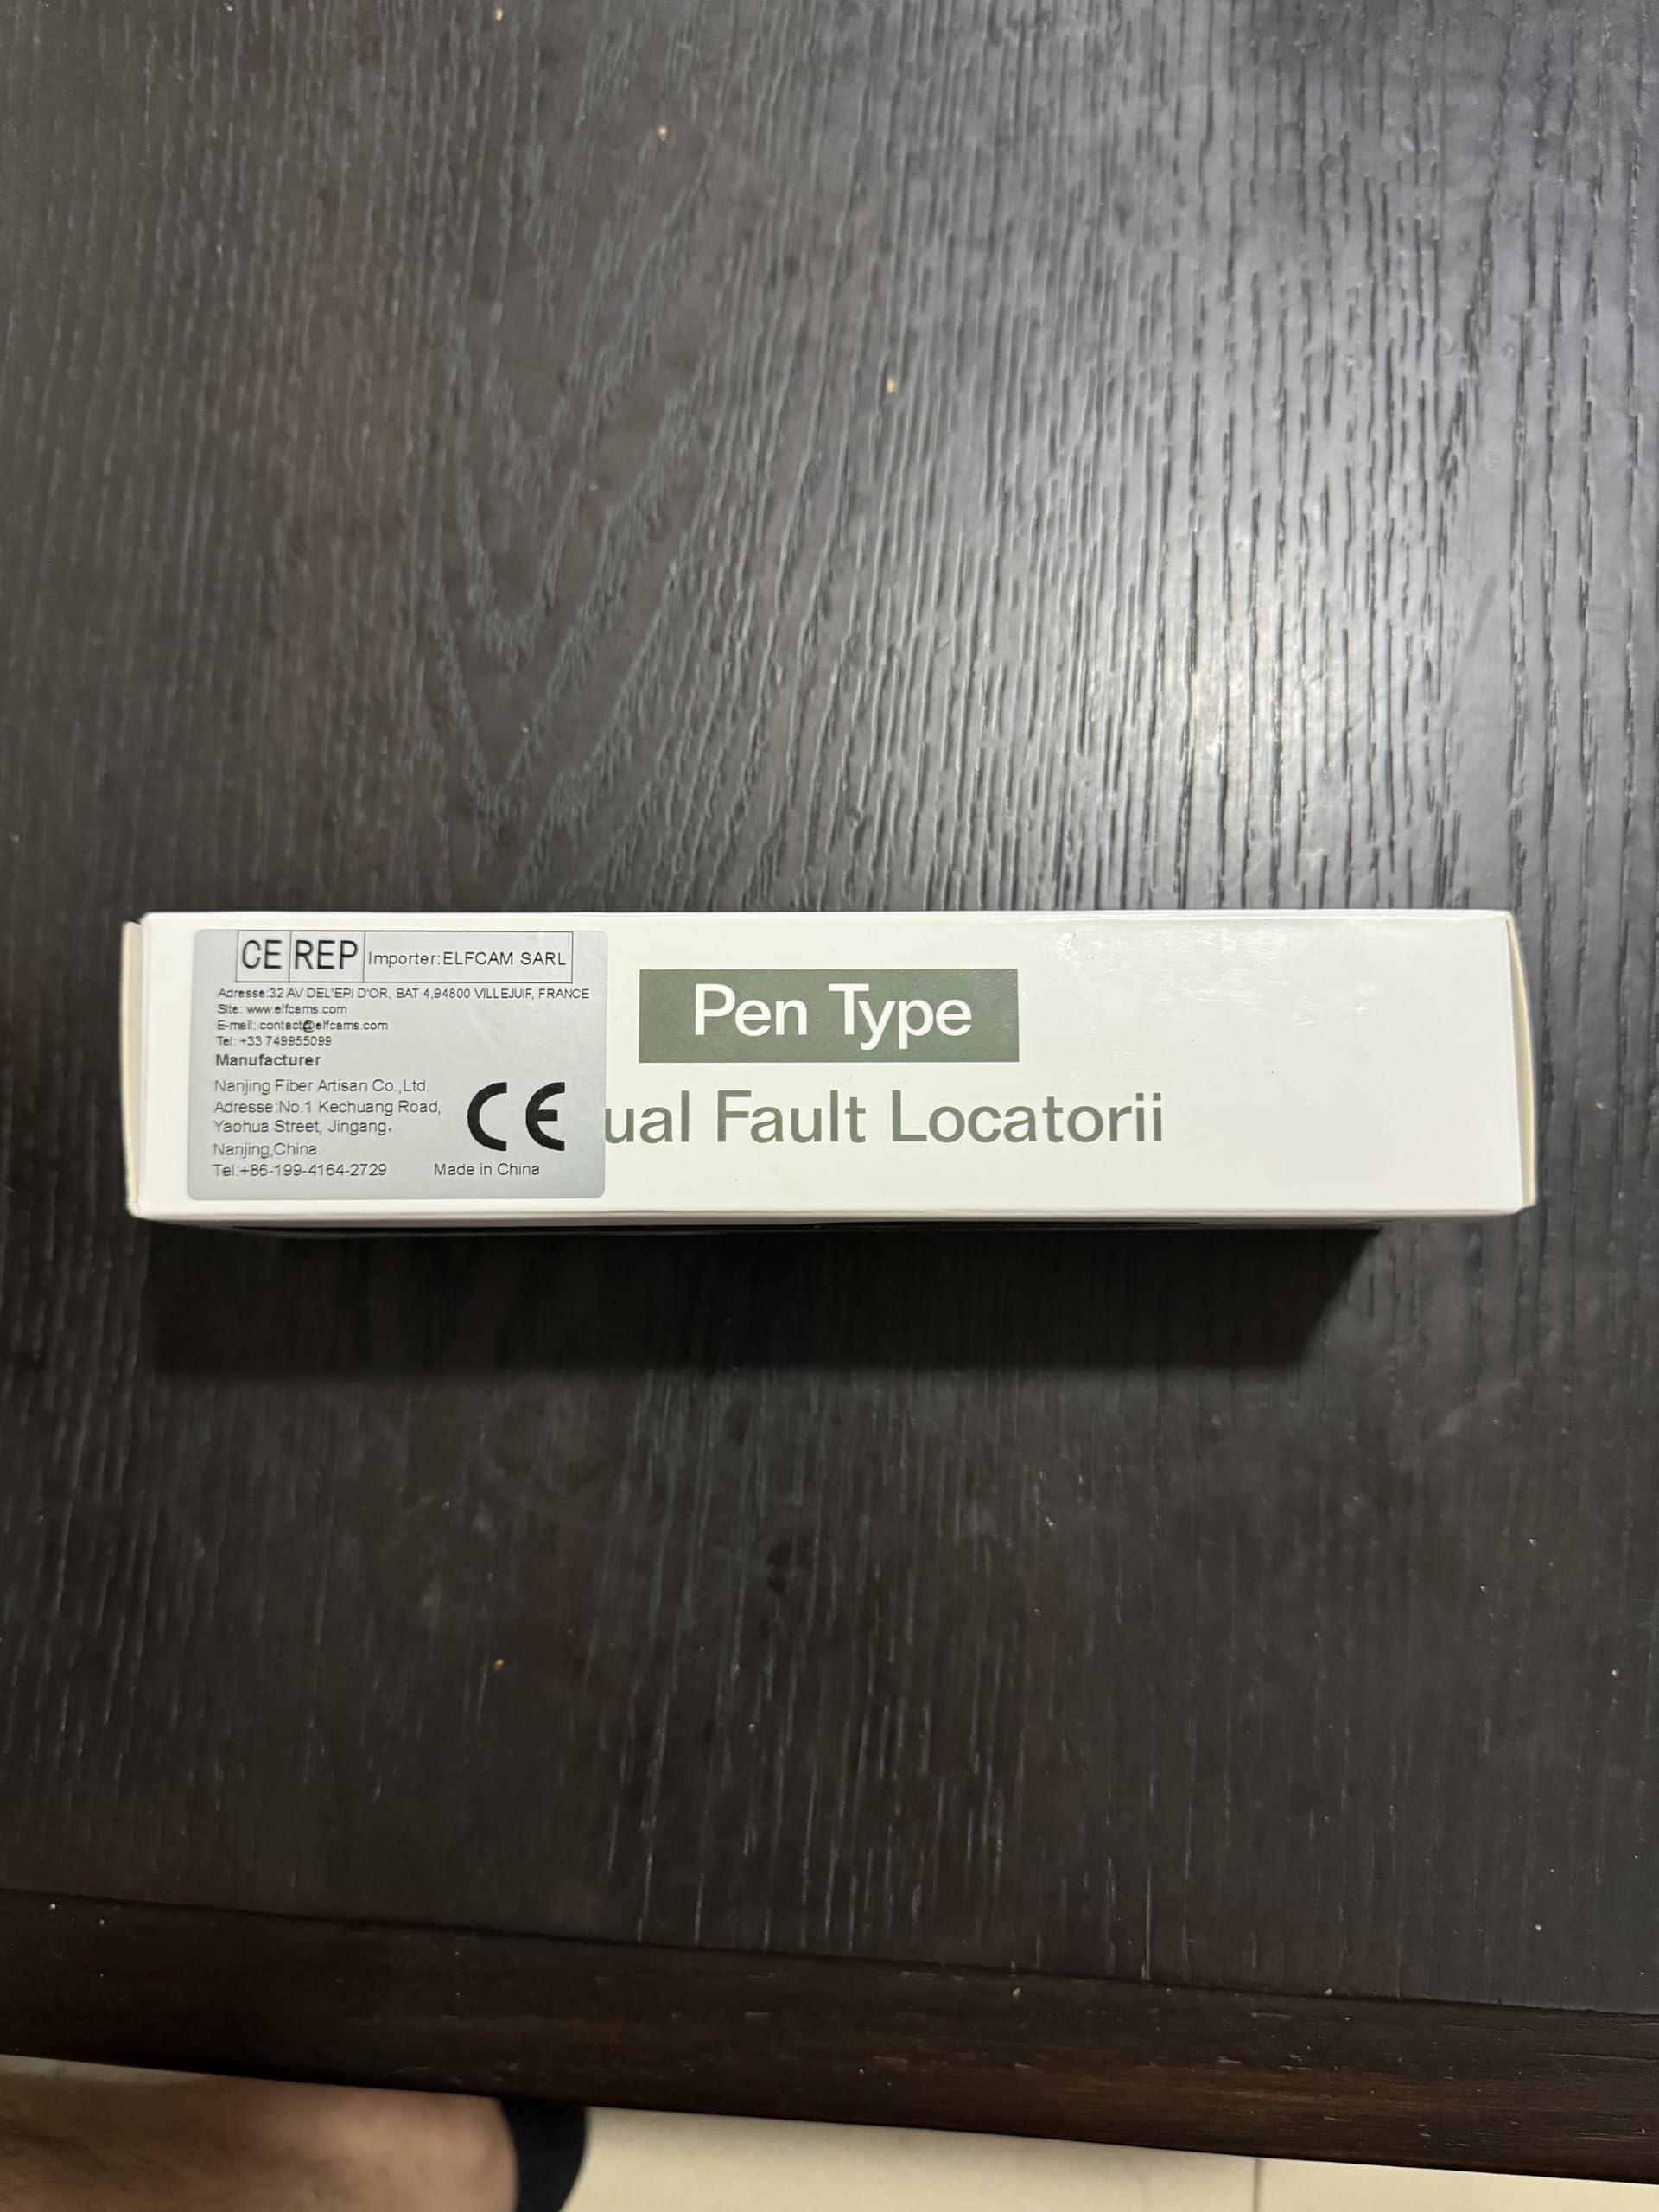 CE REP Importer:ELFCAM SARL
Adresse:32 AV DEL'EPI D'OR, BAT 4,94800 VILLEJUIF, FRANCE
Site: www.elfcams.com
E-mail: contact@elfcams.com
Tel: +33 749955099
Manufacturer
Nanjing Fiber Artisan Co.,Ltd.
Adresse:No.1 Kechuang Road,
Yaohua Street, Jingang,
Nanjing,China.
Tel:+86-199-4164-2729
CE
Made in China
Pen Type
ual Fault Locatorii